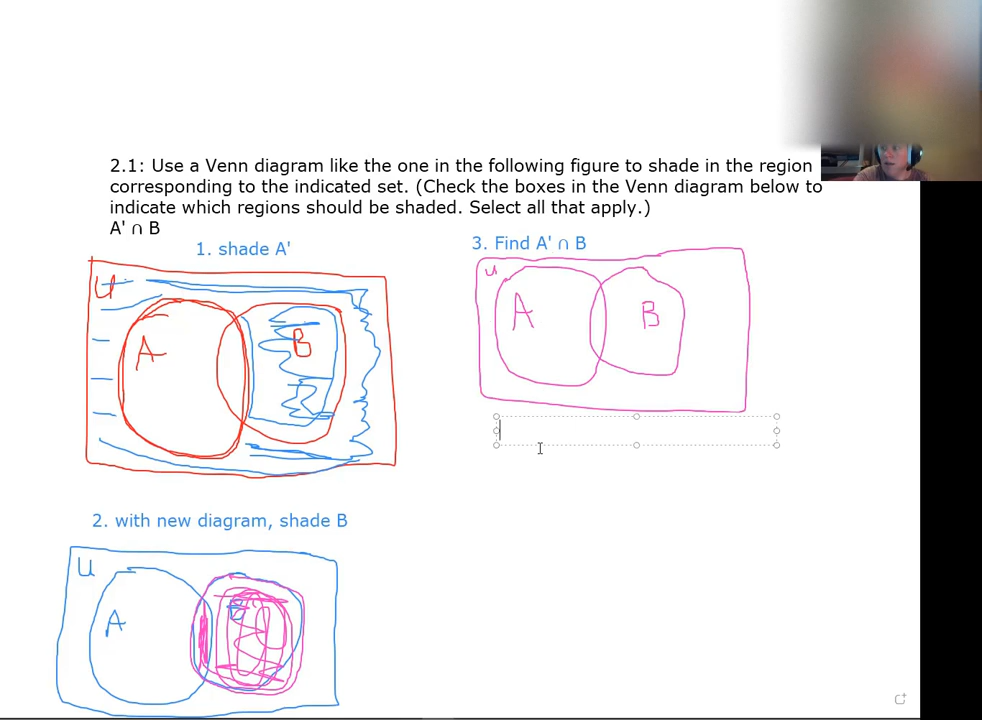 2.1: Use a Venn diagram like the one in the following figure to shade in the region
corresponding to the indicated set. (Check the boxes in the Venn diagram below to
indicate which regions should be shaded. Select all that apply.)
A' ∩ B
1. shade A'
U
A
B
2. with new diagram, shade B
U
A
B
3. Find A' ∩ B
u
A
B